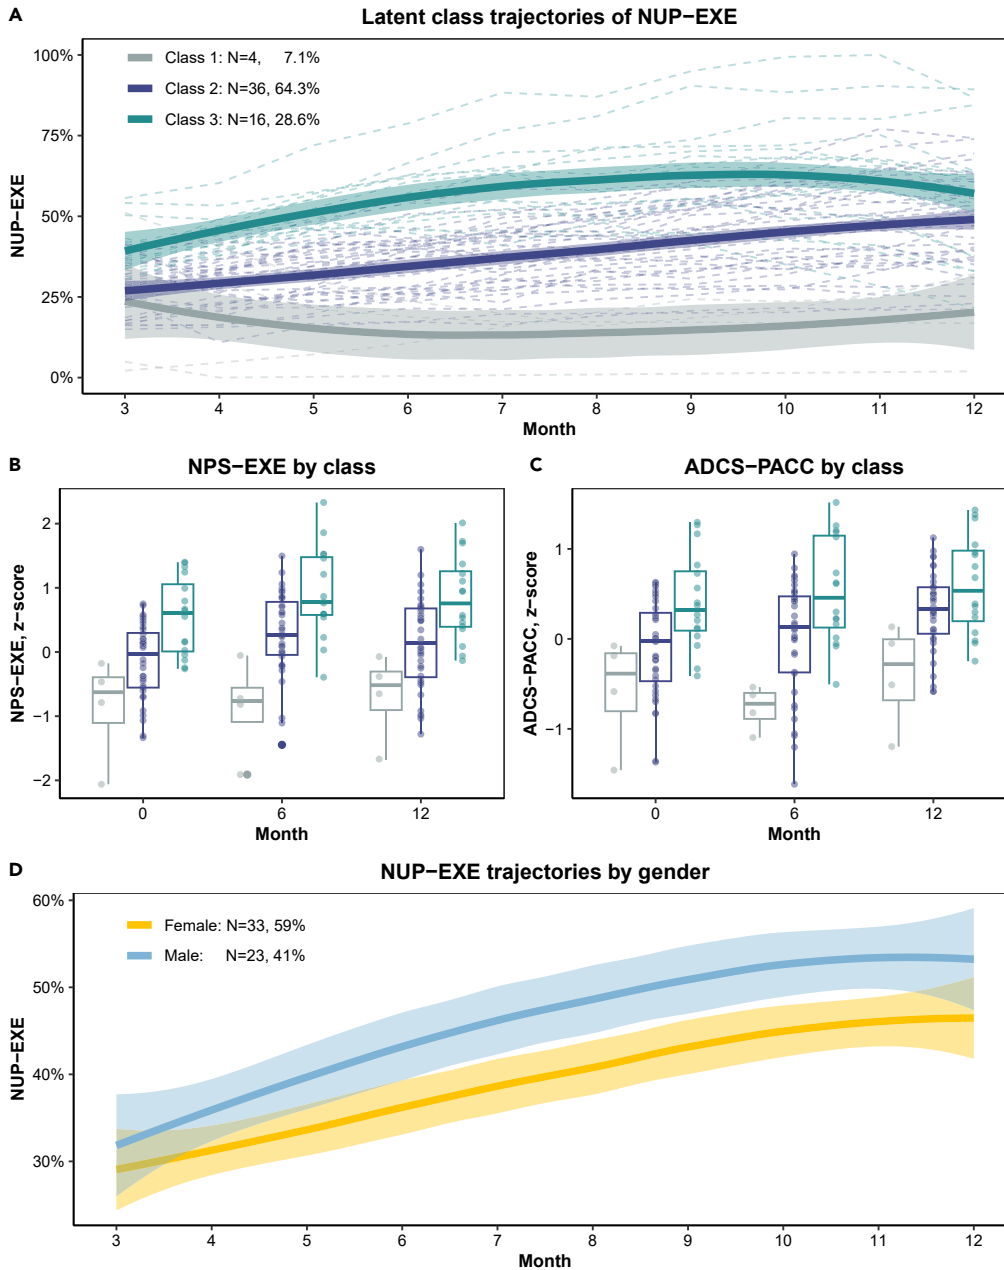 A
Latent class trajectories of NUP−EXE
100%
75%
50%
25%
0%
NUP−EXE
Class 1: N=4, 7.1%
Class 2: N=36, 64.3%
Class 3: N=16, 28.6%
3 4 5 6 7 8 9 10 11 12
Month
B
NPS−EXE by class
2
1
0
−1
−2
NPS−EXE, z−score
0 6 12
Month
C
ADCS−PACC by class
1
0
−1
ADCS−PACC, z−score
0 6 12
Month
D
NUP−EXE trajectories by gender
60%
50%
40%
30%
NUP−EXE
Female: N=33, 59%
Male: N=23, 41%
3 4 5 6 7 8 9 10 11 12
Month